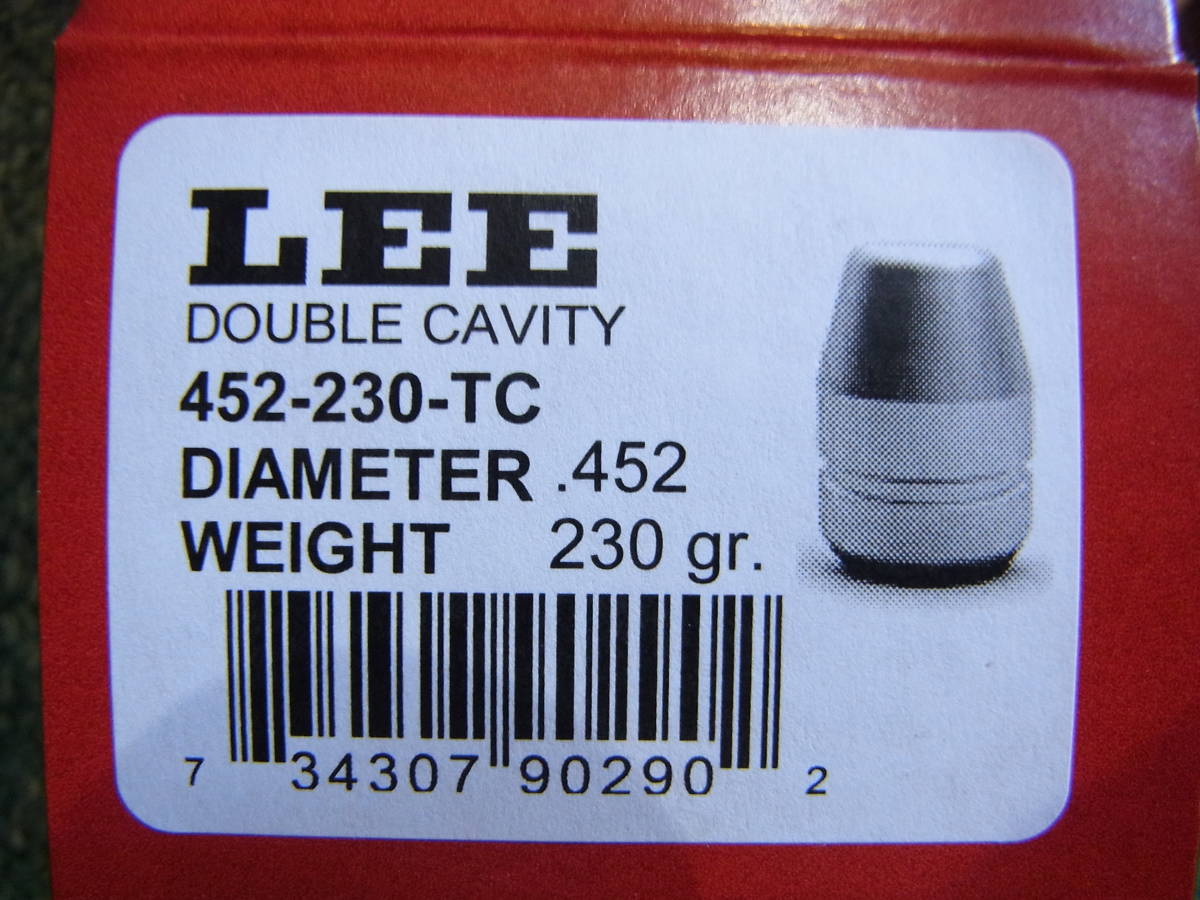 LEE
DOUBLE CAVITY
452-230-TC
DIAMETER .452
WEIGHT 230 gr.
7 34307 90290 2